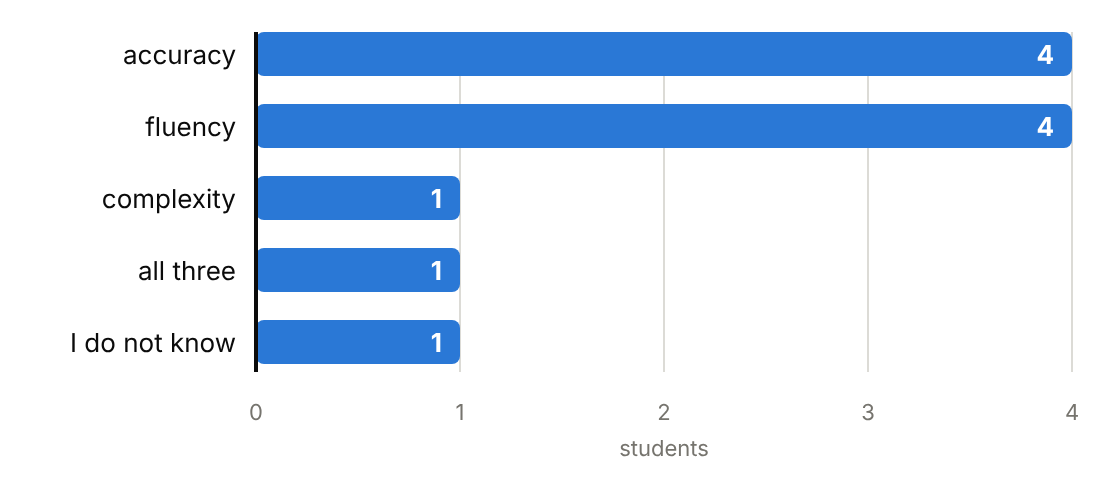 accuracy 4
fluency 4
complexity 1
all three 1
I do not know 1
0 1 2 3 4
students